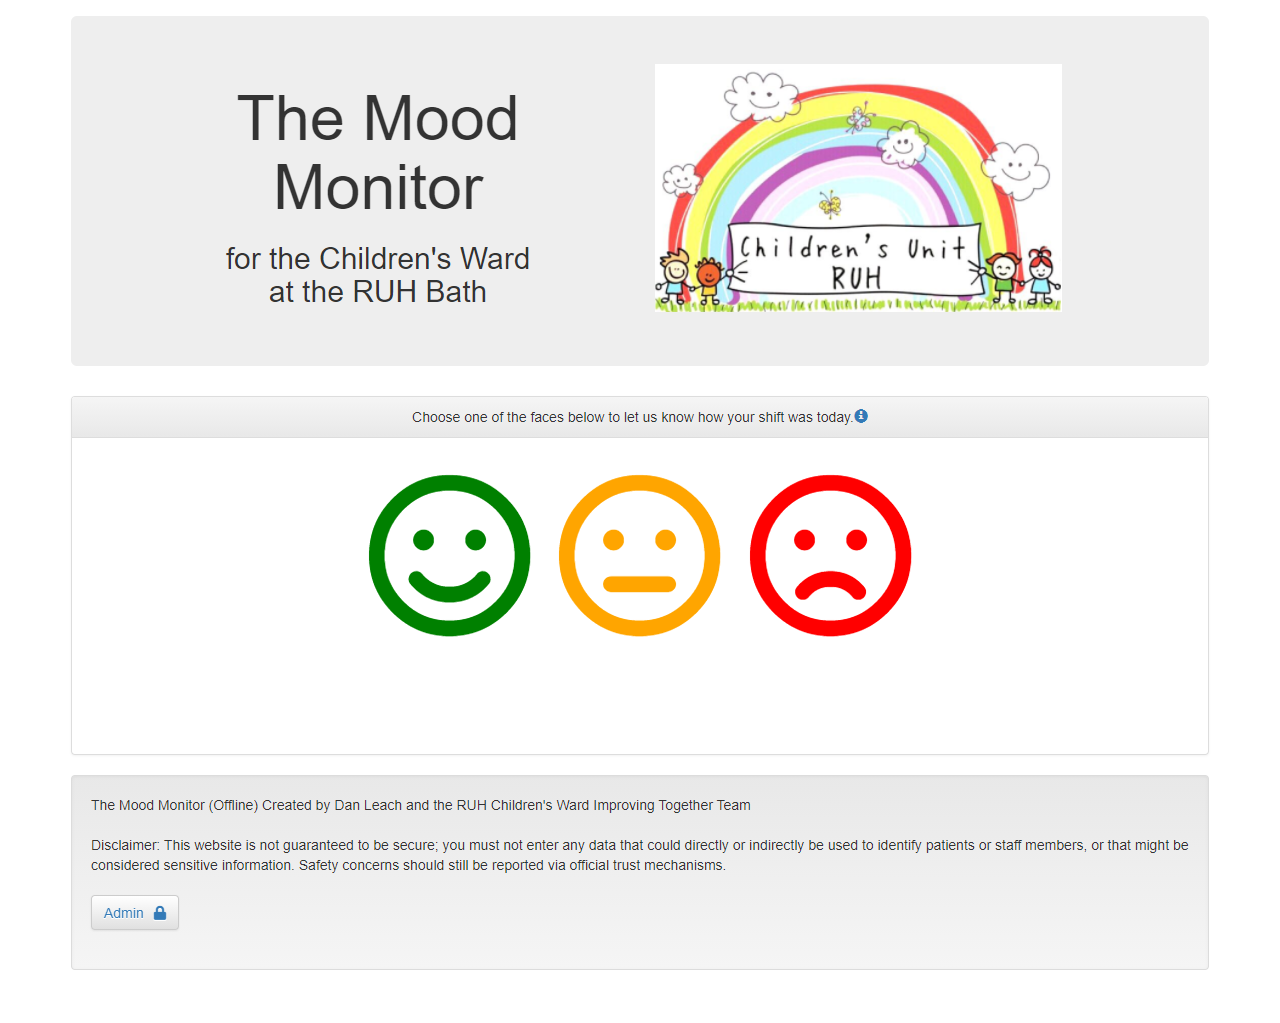 The Mood
Monitor
for the Children's Ward
at the RUH Bath
Children's Unit
RUH
Choose one of the faces below to let us know how your shift was today.
The Mood Monitor (Offline) Created by Dan Leach and the RUH Children's Ward Improving Together Team
Disclaimer: This website is not guaranteed to be secure; you must not enter any data that could directly or indirectly be used to identify patients or staff members, or that might be
considered sensitive information. Safety concerns should still be reported via official trust mechanisms.
Admin